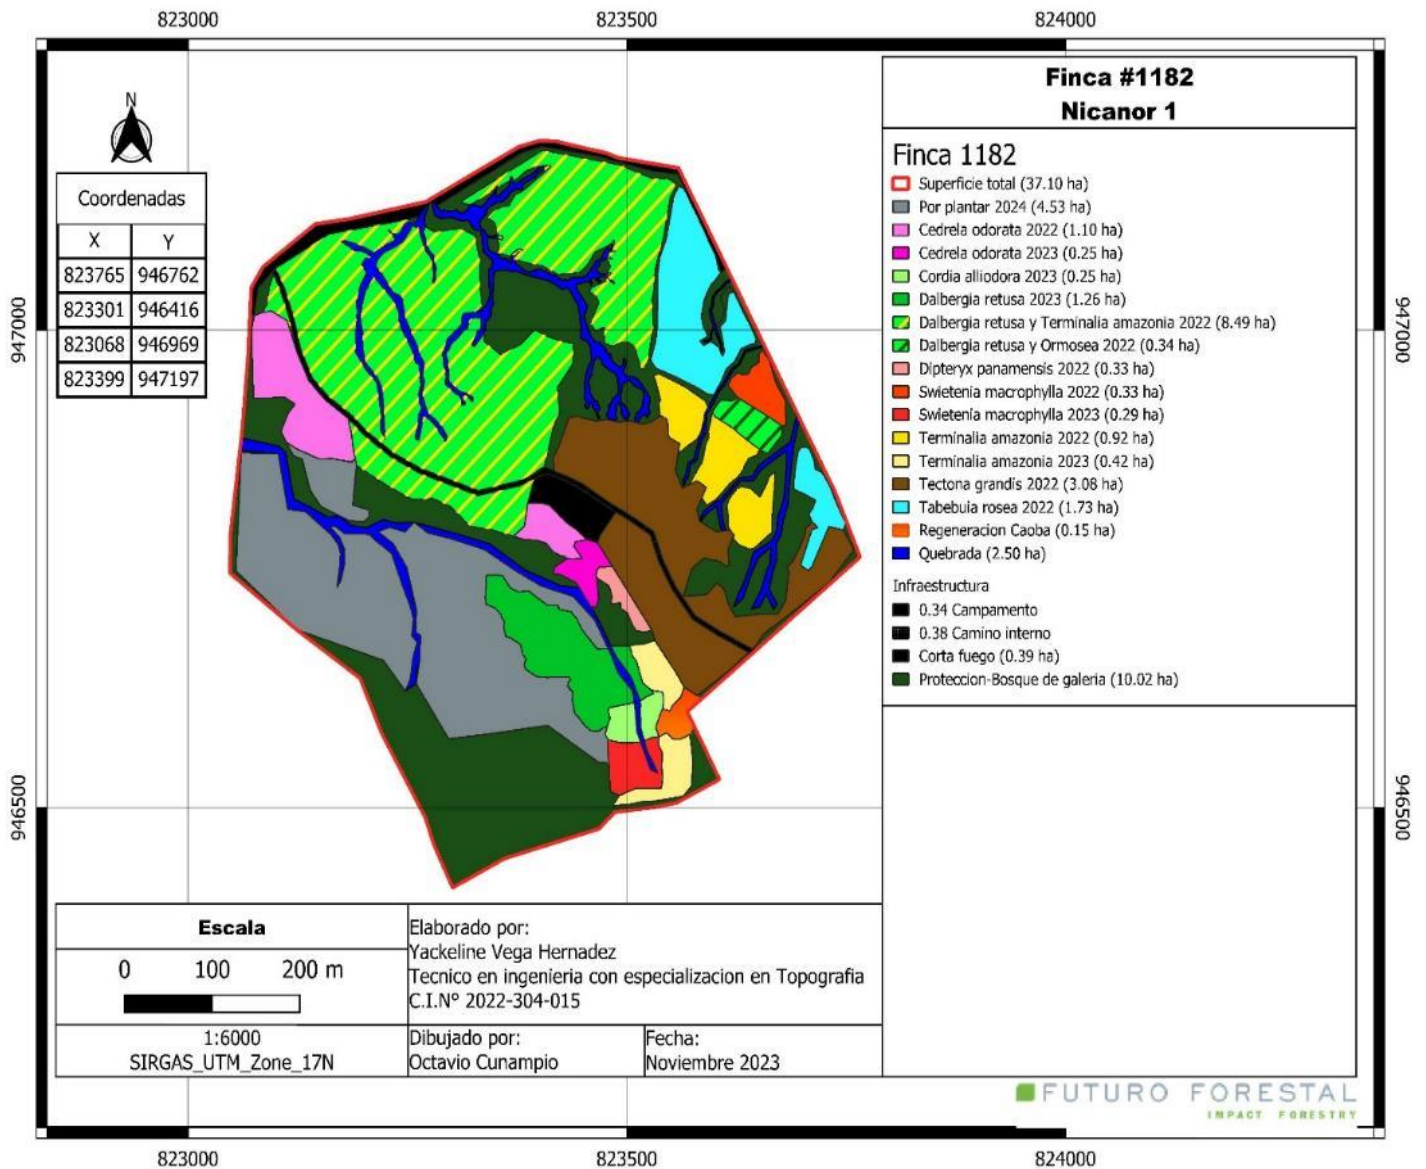 823000 823500 824000
N
Coordenadas
X Y
823765 946762
823301 946416
823068 946969
823399 947197
947000
946500
Finca #1182
Nicanor 1
Finca 1182
Superficie total (37.10 ha)
Por plantar 2024 (4.53 ha)
Cedrela odorata 2022 (1.10 ha)
Cedrela odorata 2023 (0.25 ha)
Cordia alliodora 2023 (0.25 ha)
Dalbergia retusa 2023 (1.26 ha)
Dalbergia retusa y Terminalia amazonia 2022 (8.49 ha)
Dalbergia retusa y Ormosea 2022 (0.34 ha)
Dipteryx panamensis 2022 (0.33 ha)
Swietenia macrophylla 2022 (0.33 ha)
Swietenia macrophylla 2023 (0.29 ha)
Terminalia amazonia 2022 (0.92 ha)
Terminalia amazonia 2023 (0.42 ha)
Tectona grandis 2022 (3.08 ha)
Tabebuia rosea 2022 (1.73 ha)
Regeneracion Caoba (0.15 ha)
Quebrada (2.50 ha)
Infraestructura
0.34 Campamento
0.38 Camino interno
Corta fuego (0.39 ha)
Proteccion-Bosque de galeria (10.02 ha)
947000
946500
Escala
0 100 200 m
1:6000
SIRGAS_UTM_Zone_17N
Elaborado por:
Yackeline Vega Hernadez
Tecnico en ingenieria con especializacion en Topografia
C.I.N° 2022-304-015
Dibujado por:
Octavio Cunampio
Fecha:
Noviembre 2023
FUTURO FORESTAL
IMPACT FORESTRY
823000 823500 824000